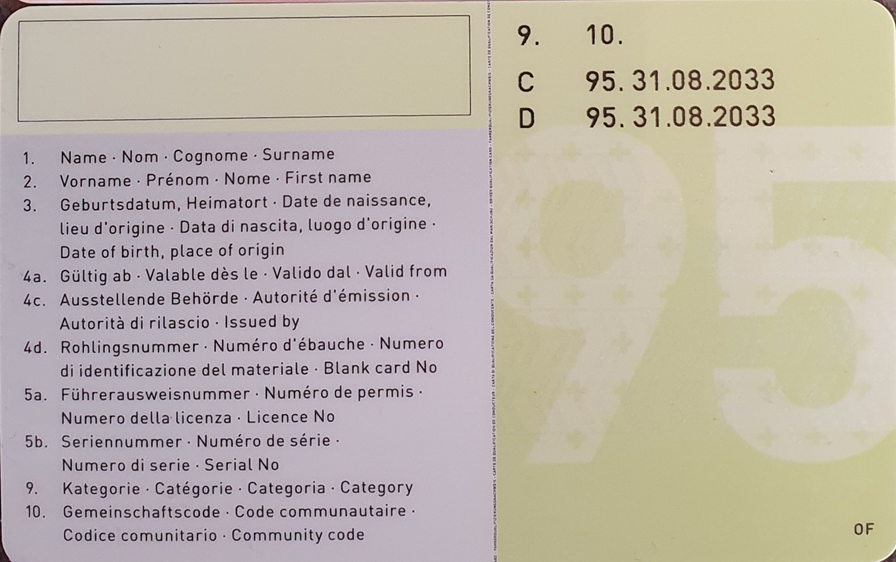 9. 10.
C 95. 31.08.2033
D 95. 31.08.2033
1. Name · Nom · Cognome · Surname
2. Vorname · Prénom · Nome · First name
3. Geburtsdatum, Heimatort · Date de naissance,
lieu d'origine · Data di nascita, luogo d'origine ·
Date of birth, place of origin
4a. Gültig ab · Valable dès le · Valido dal · Valid from
4c. Ausstellende Behörde · Autorité d'émission ·
Autorità di rilascio · Issued by
4d. Rohlingsnummer · Numéro d'ébauche · Numero
di identificazione del materiale · Blank card No
5a. Führerausweisnummer · Numéro de permis ·
Numero della licenza · Licence No
5b. Seriennummer · Numéro de série ·
Numero di serie · Serial No
9. Kategorie · Catégorie · Categoria · Category
10. Gemeinschaftscode · Code communautaire ·
Codice comunitario · Community code
95
OF